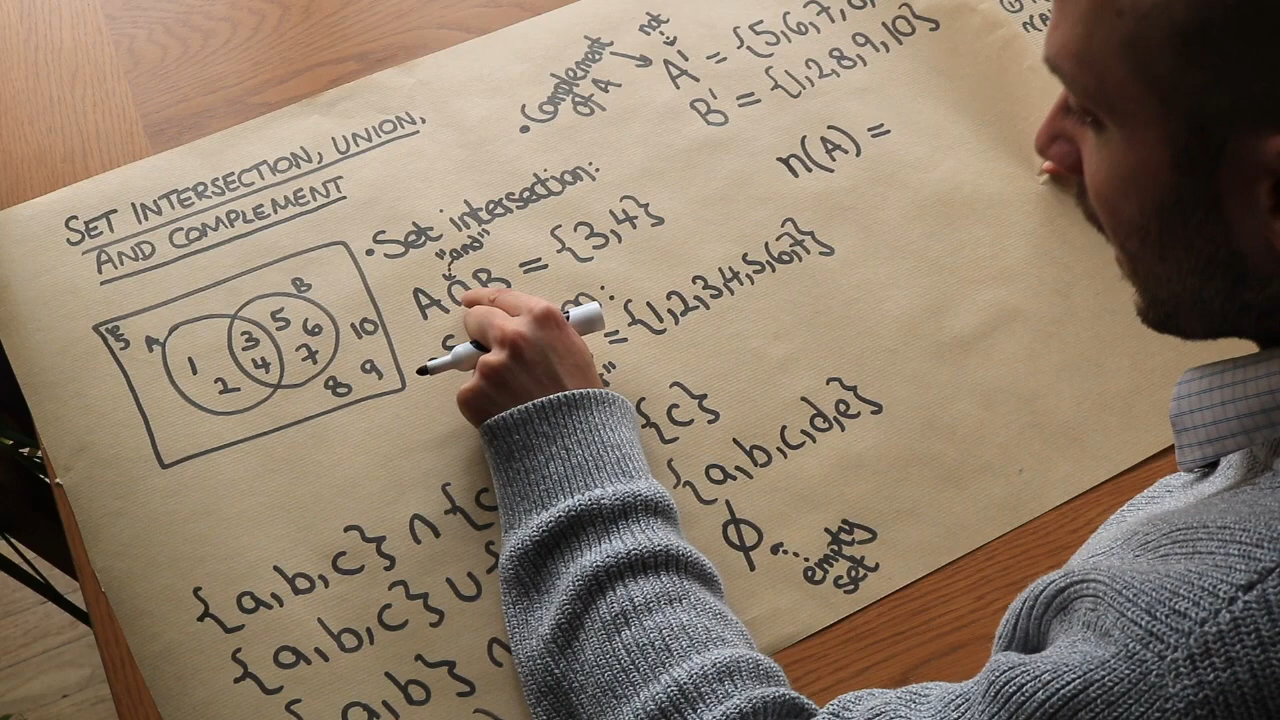 SET INTERSECTION, UNION,
AND COMPLEMENT
ξ
A
B
1
2
3
4
5
6
7
8
9
10
• Set intersection:
"and"
A∩B = {3,4}
= {1,2,3,4,5,6,7}
{a,b,c} ∩ {c
{c}
{a,b,c} ∪ {
{a,b,c,d,e}
{a,b} ∩
∅
empty
set
• Complement
of A
not
A' = {5,6,7,8,
B' = {1,2,8,9,10}
n(A) =